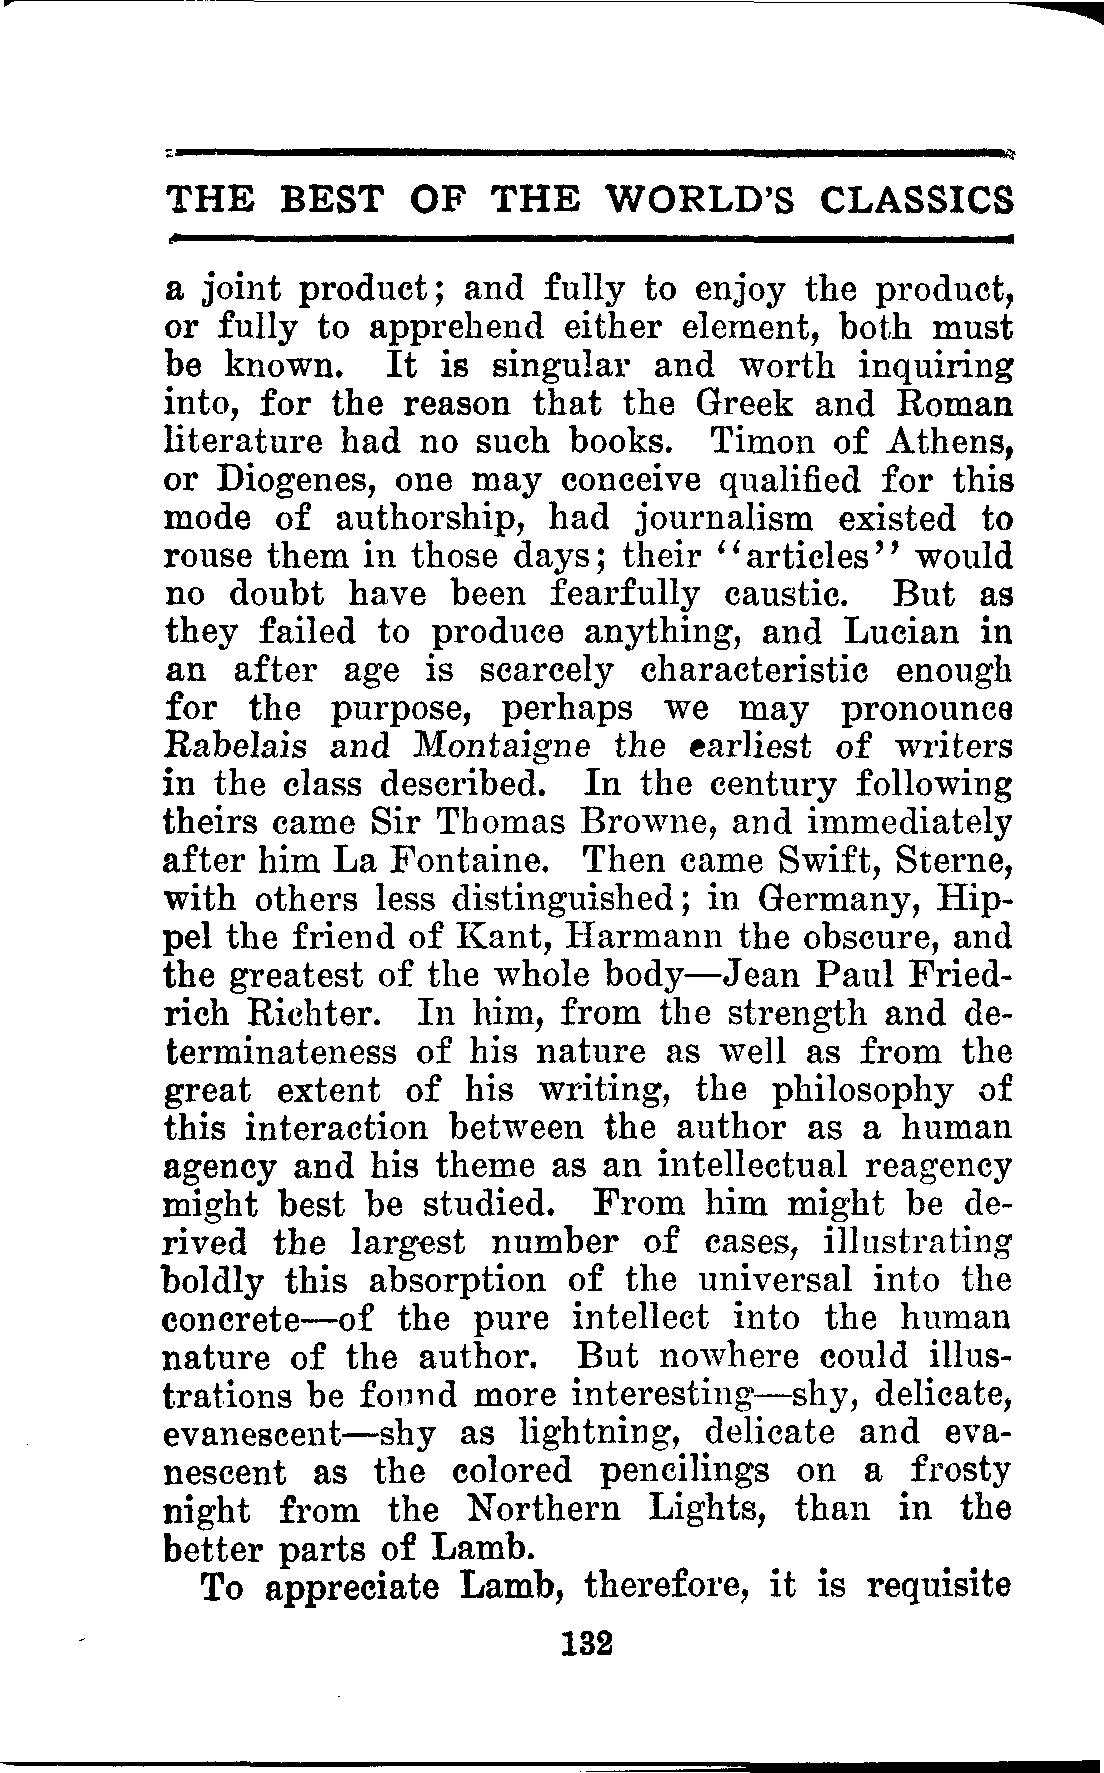 THE BEST OF THE WORLD'S CLASSICS
a joint product; and fully to enjoy the product,
or fully to apprehend either element, both must
be known. It is singular and worth inquiring
into, for the reason that the Greek and Roman
literature had no such books. Timon of Athens,
or Diogenes, one may conceive qualified for this
mode of authorship, had journalism existed to
rouse them in those days; their "articles" would
no doubt have been fearfully caustic. But as
they failed to produce anything, and Lucian in
an after age is scarcely characteristic enough
for the purpose, perhaps we may pronounce
Rabelais and Montaigne the earliest of writers
in the class described. In the century following
theirs came Sir Thomas Browne, and immediately
after him La Fontaine. Then came Swift, Sterne,
with others less distinguished; in Germany, Hip-
pel the friend of Kant, Harmann the obscure, and
the greatest of the whole body—Jean Paul Fried-
rich Richter. In him, from the strength and de-
terminateness of his nature as well as from the
great extent of his writing, the philosophy of
this interaction between the author as a human
agency and his theme as an intellectual reagency
might best be studied. From him might be de-
rived the largest number of cases, illustrating
boldly this absorption of the universal into the
concrete—of the pure intellect into the human
nature of the author. But nowhere could illus-
trations be found more interesting—shy, delicate,
evanescent—shy as lightning, delicate and eva-
nescent as the colored pencilings on a frosty
night from the Northern Lights, than in the
better parts of Lamb.
To appreciate Lamb, therefore, it is requisite
132